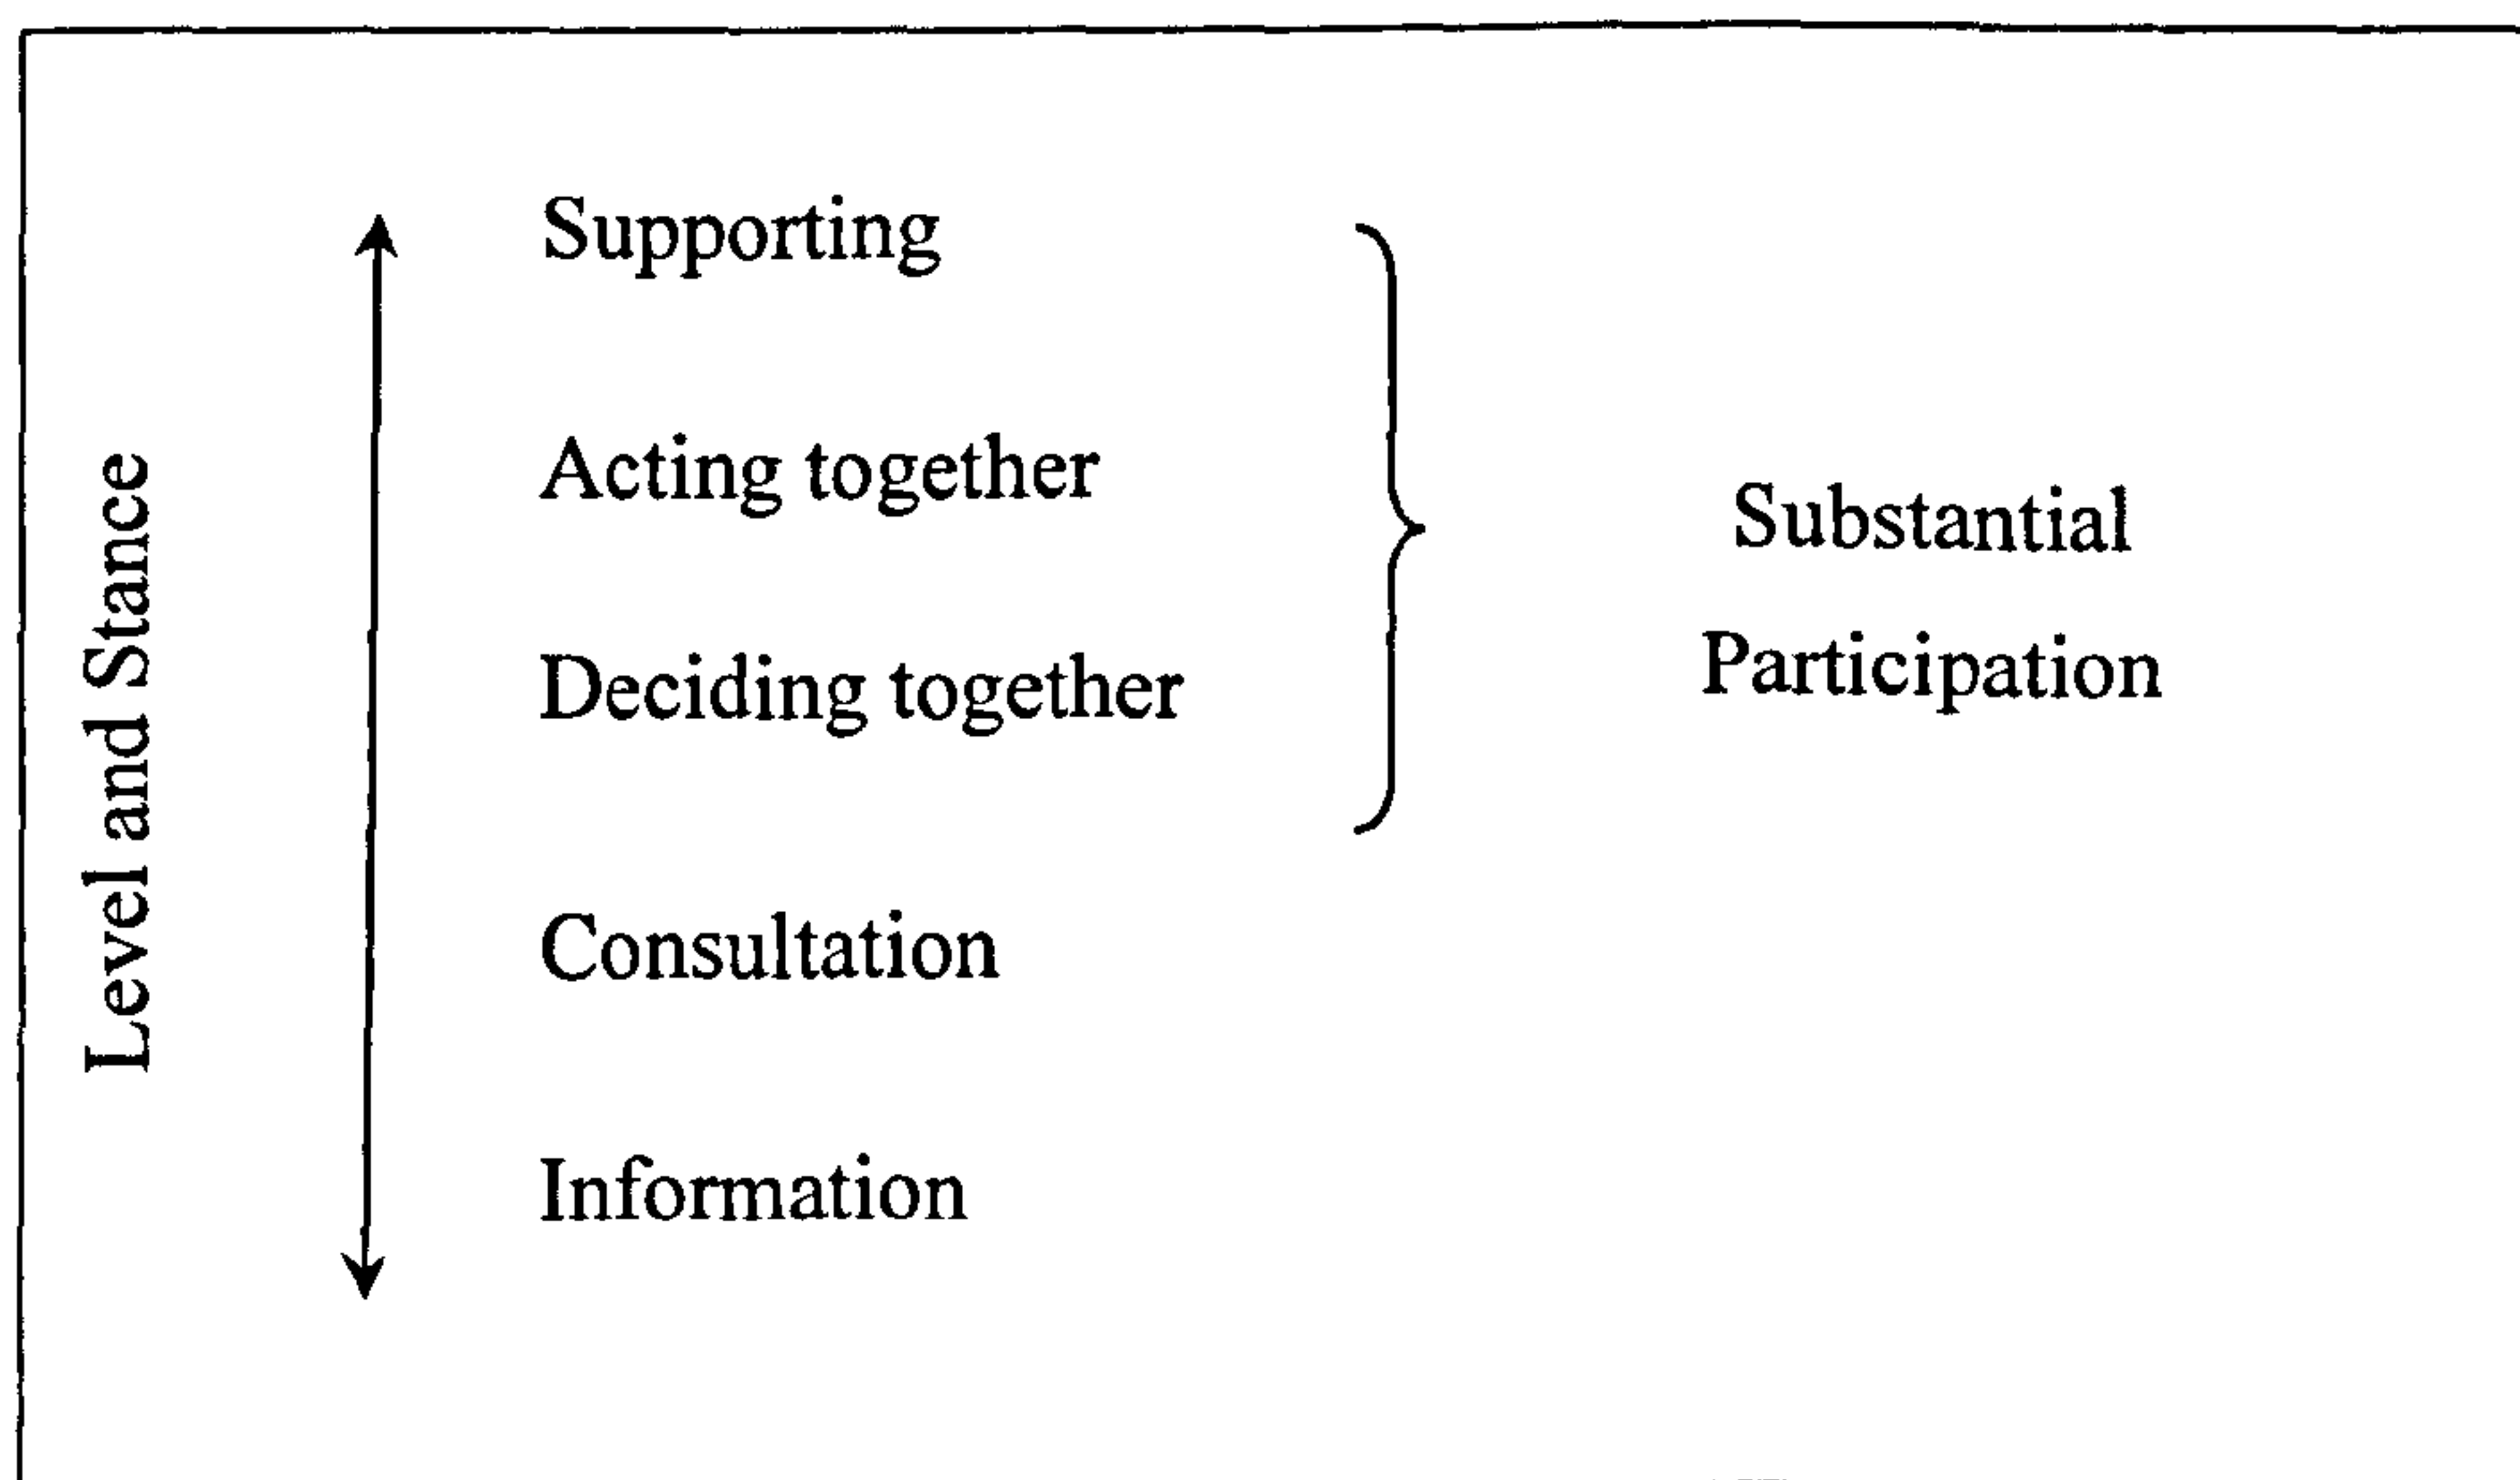 Level and Stance
Supporting
Acting together
Deciding together
Consultation
Information
Substantial
Participation